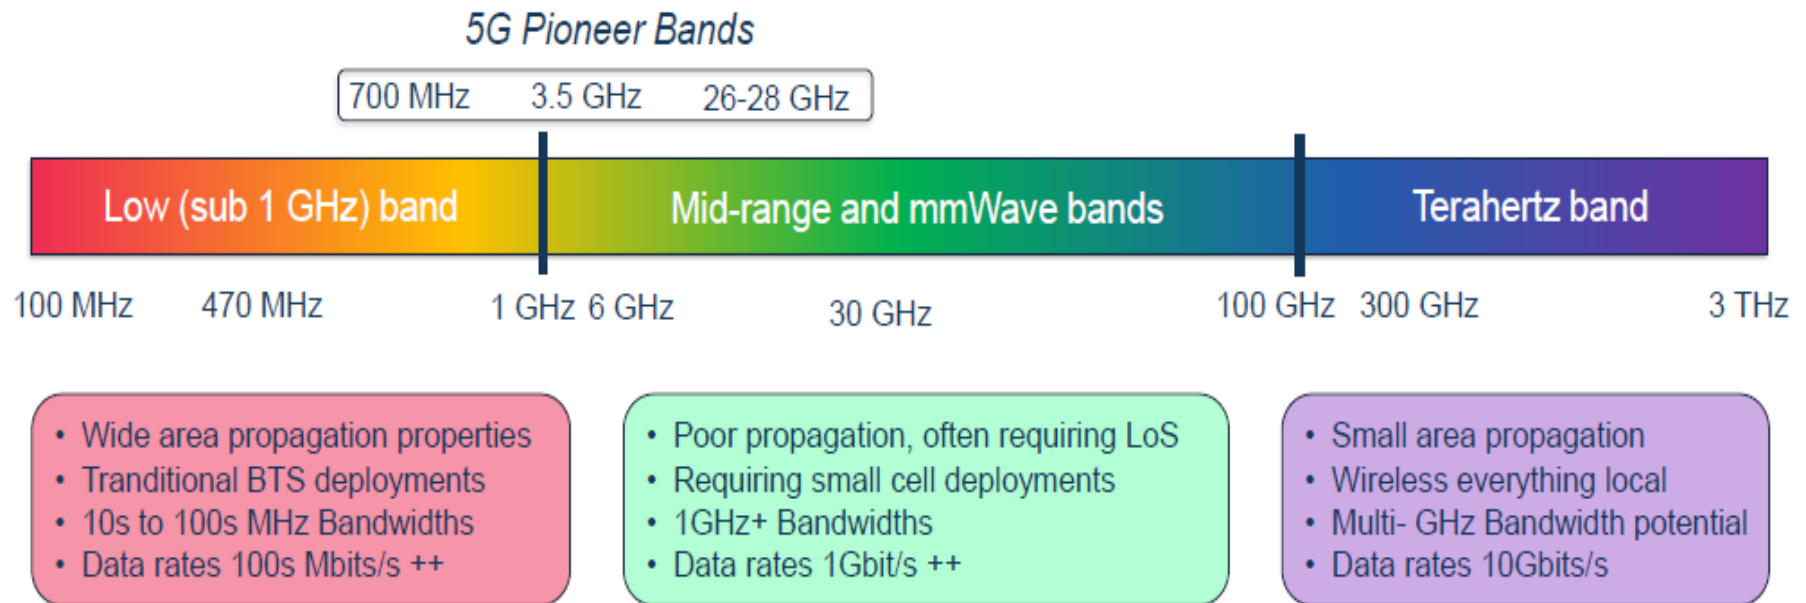 5G Pioneer Bands
700 MHz 3.5 GHz 26-28 GHz
Low (sub 1 GHz) band Mid-range and mmWave bands Terahertz band
100 MHz 470 MHz 1 GHz 6 GHz 30 GHz 100 GHz 300 GHz 3 THz
• Wide area propagation properties
• Tranditional BTS deployments
• 10s to 100s MHz Bandwidths
• Data rates 100s Mbits/s ++
• Poor propagation, often requiring LoS
• Requiring small cell deployments
• 1GHz+ Bandwidths
• Data rates 1Gbit/s ++
• Small area propagation
• Wireless everything local
• Multi- GHz Bandwidth potential
• Data rates 10Gbits/s